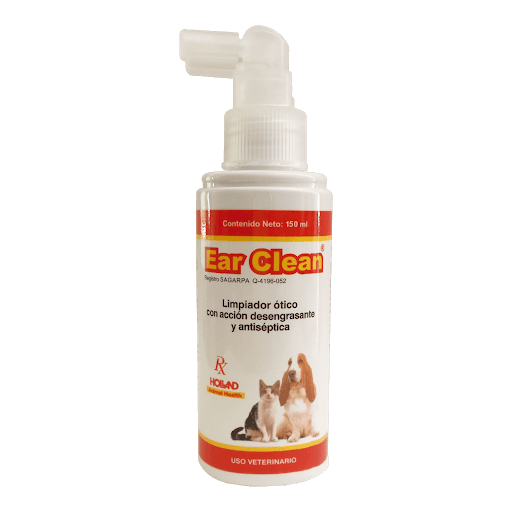 Contenido Neto: 150 ml
Ear Clean®
Registro SAGARPA Q-4196-052
Limpiador ótico
con acción desengrasante
y antiséptica
Rx
HOLLAND
Animal Health
USO VETERINARIO